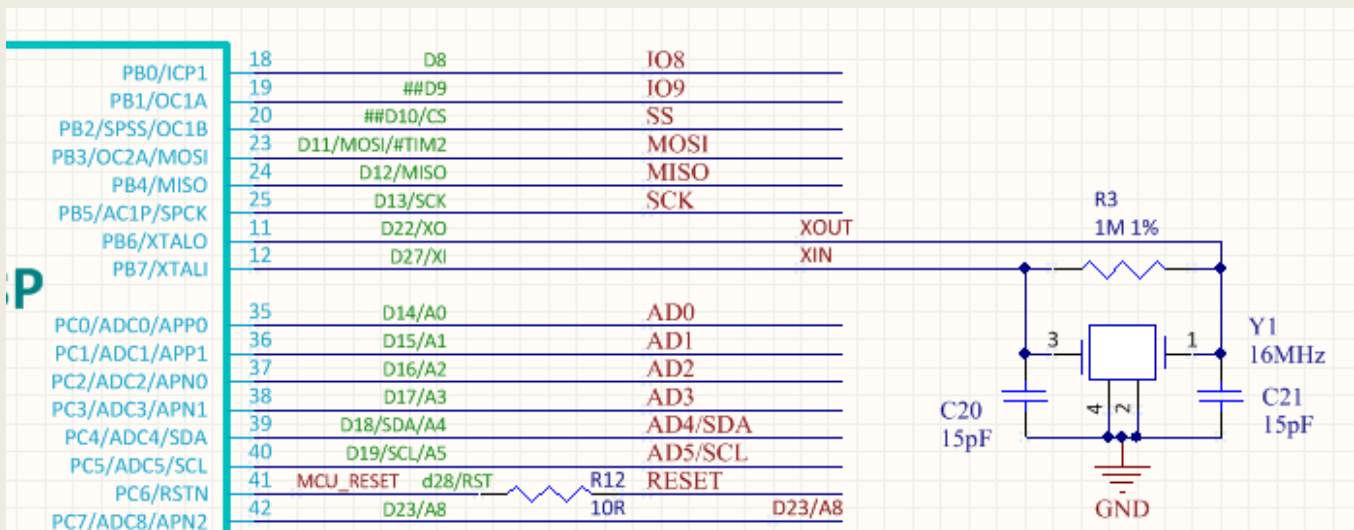 PB0/ICP1 18 D8 IO8
PB1/OC1A 19 ##D9 IO9
PB2/SPSS/OC1B 20 ##D10/CS SS
PB3/OC2A/MOSI 23 D11/MOSI/#TIM2 MOSI
PB4/MISO 24 D12/MISO MISO
PB5/AC1P/SPCK 25 D13/SCK SCK
PB6/XTALO 11 D22/XO XOUT
PB7/XTALI 12 D27/XI XIN
R3
1M 1%
P
PC0/ADC0/APP0 35 D14/A0 AD0
PC1/ADC1/APP1 36 D15/A1 AD1
PC2/ADC2/APN0 37 D16/A2 AD2
PC3/ADC3/APN1 38 D17/A3 AD3
PC4/ADC4/SDA 39 D18/SDA/A4 AD4/SDA
PC5/ADC5/SCL 40 D19/SCL/A5 AD5/SCL
PC6/RSTN 41 MCU_RESET d28/RST R12 RESET
10R
PC7/ADC8/APN2 42 D23/A8 D23/A8
3 1
Y1
16MHz
4 2
C20
15pF
C21
15pF
GND